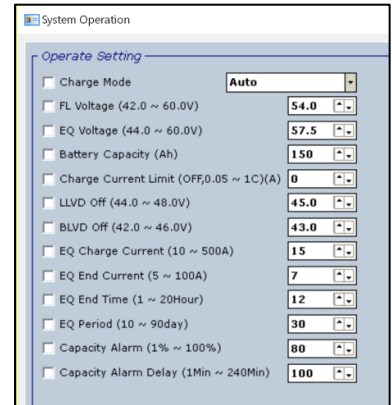 System Operation
Operate Setting
Charge Mode Auto
FL Voltage (42.0 ~ 60.0V) 54.0
EQ Voltage (44.0 ~ 60.0V) 57.5
Battery Capacity (Ah) 150
Charge Current Limit (OFF,0.05 ~ 1C)(A) 0
LLVD Off (44.0 ~ 48.0V) 45.0
BLVD Off (42.0 ~ 46.0V) 43.0
EQ Charge Current (10 ~ 500A) 15
EQ End Current (5 ~ 100A) 7
EQ End Time (1 ~ 20Hour) 12
EQ Period (10 ~ 90day) 30
Capacity Alarm (1% ~ 100%) 80
Capacity Alarm Delay (1Min ~ 240Min) 100